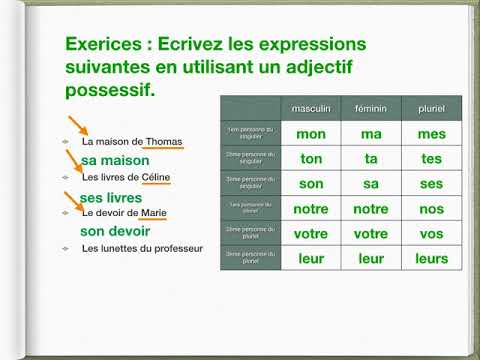 Exerices : Ecrivez les expressions
suivantes en utilisant un adjectif
possessif.
La maison de Thomas
sa maison
Les livres de Céline
ses livres
Le devoir de Marie
son devoir
Les lunettes du professeur
masculin féminin pluriel
1ère personne du singulier mon ma mes
2ème personne du singulier ton ta tes
3ème personne du singulier son sa ses
1ère personne du pluriel notre notre nos
2ème personne du pluriel votre votre vos
3ème personne du pluriel leur leur leurs